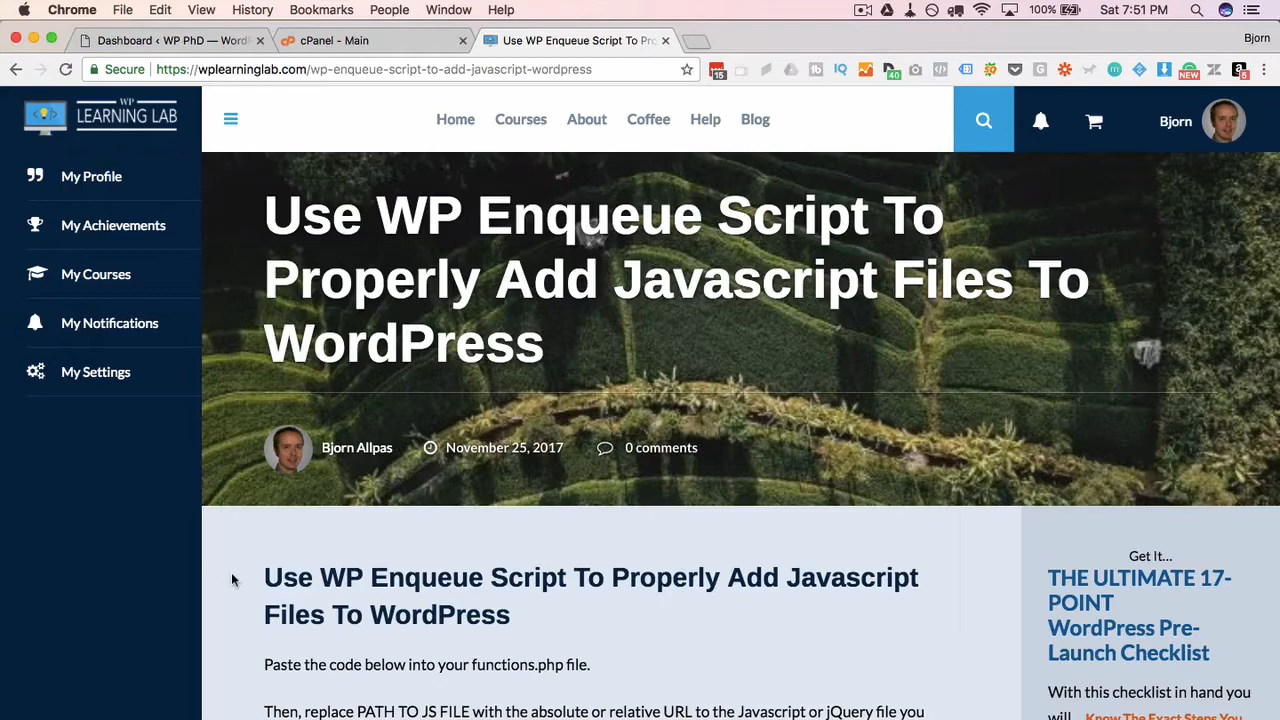 Chrome File Edit View History Bookmarks People Window Help 100% Sat 7:51 PM
Dashboard ‹ WP PhD — Word
cPanel - Main
Use WP Enqueue Script To Pro
Bjorn
Secure https://wplearninglab.com/wp-enqueue-script-to-add-javascript-wordpress
15
40
NEW
5
WP
LEARNING LAB
Home Courses About Coffee Help Blog
Bjorn
My Profile
My Achievements
My Courses
My Notifications
My Settings
Use WP Enqueue Script To
Properly Add Javascript Files To
WordPress
Bjorn Allpas November 25, 2017 0 comments
Use WP Enqueue Script To Properly Add Javascript
Files To WordPress
Paste the code below into your functions.php file.
Then, replace PATH TO JS FILE with the absolute or relative URL to the Javascript or jQuery file you
Get It...
THE ULTIMATE 17-
POINT
WordPress Pre-
Launch Checklist
With this checklist in hand you
will... Know The Exact Steps You